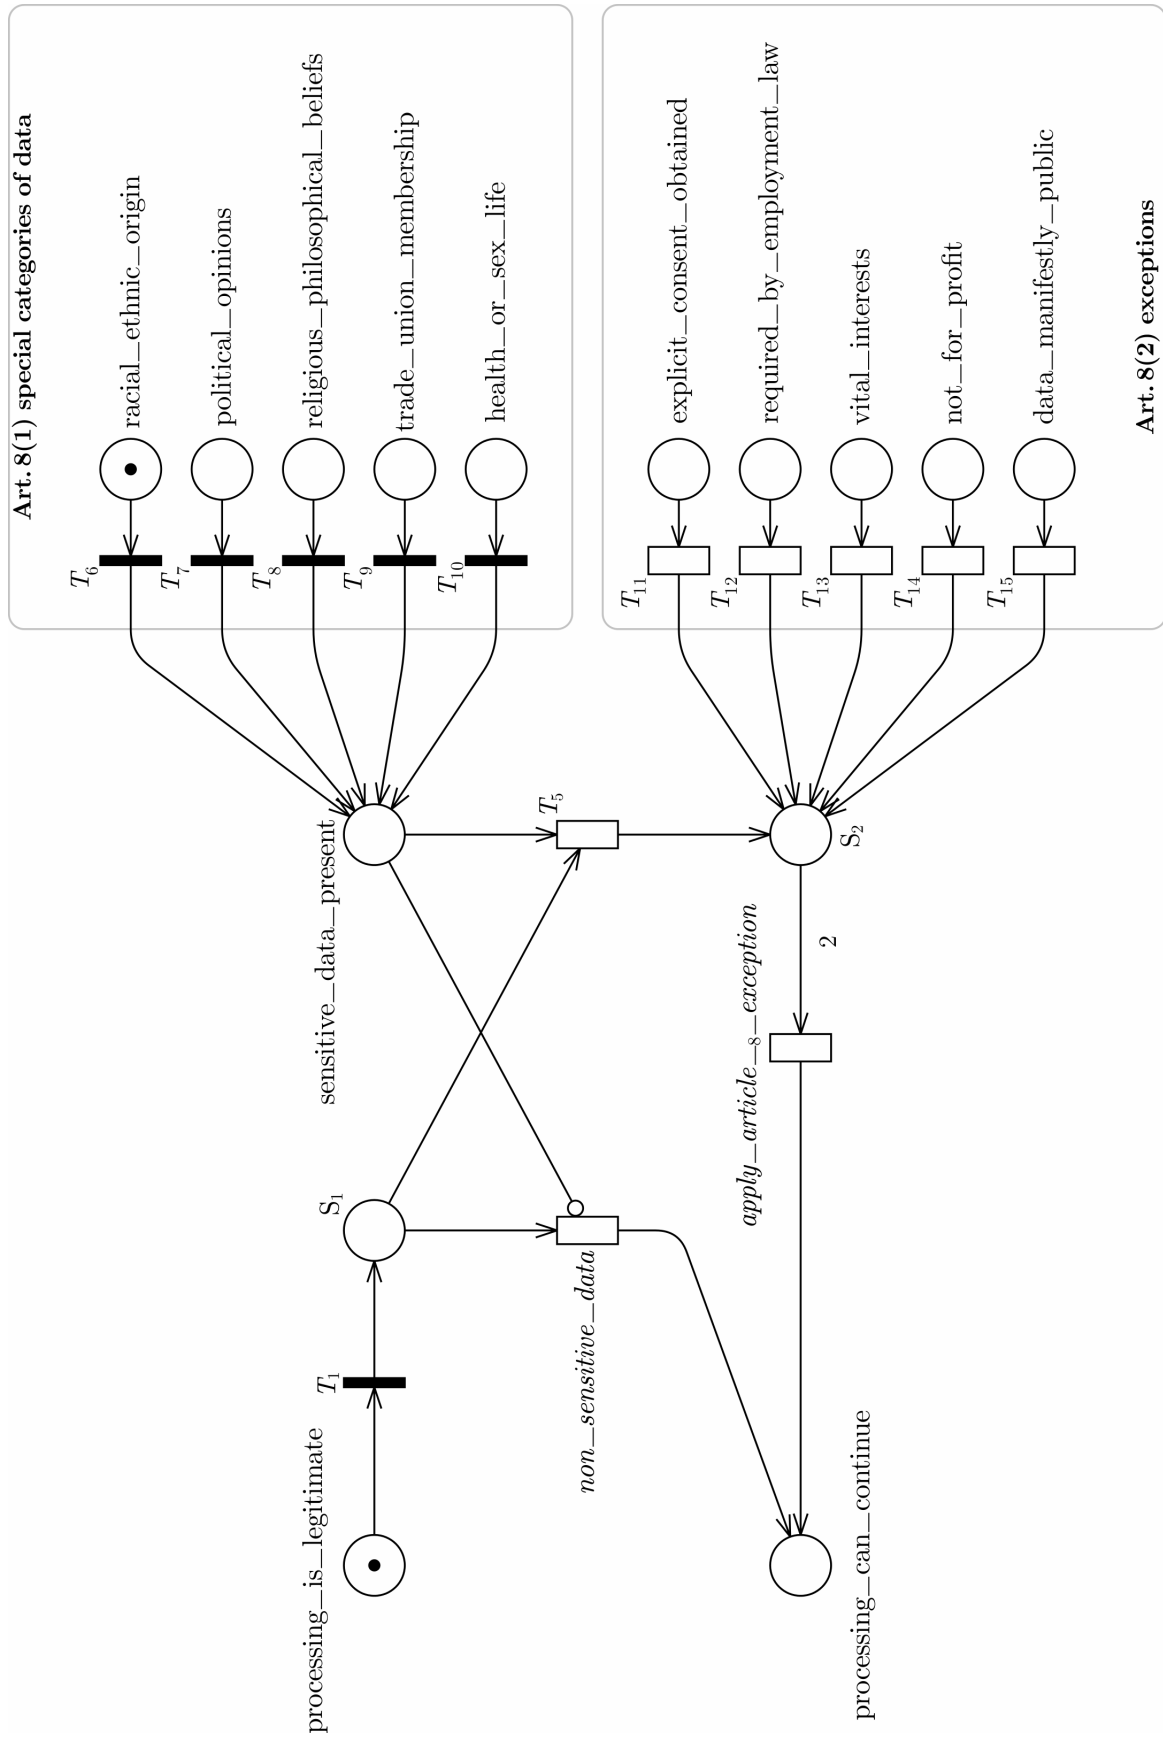 Art. 8(1) special categories of data
T6
racial_ethnic_origin
T7
political_opinions
T8
religious_philosophical_beliefs
T9
trade_union_membership
T10
health_or_sex_life
processing_is_legitimate
T1
S1
sensitive_data_present
T5
non_sensitive_data
T11
explicit_consent_obtained
T12
required_by_employment_law
T13
vital_interests
T14
not_for_profit
T15
data_manifestly_public
Art. 8(2) exceptions
apply_article_8_exception
2
S2
processing_can_continue